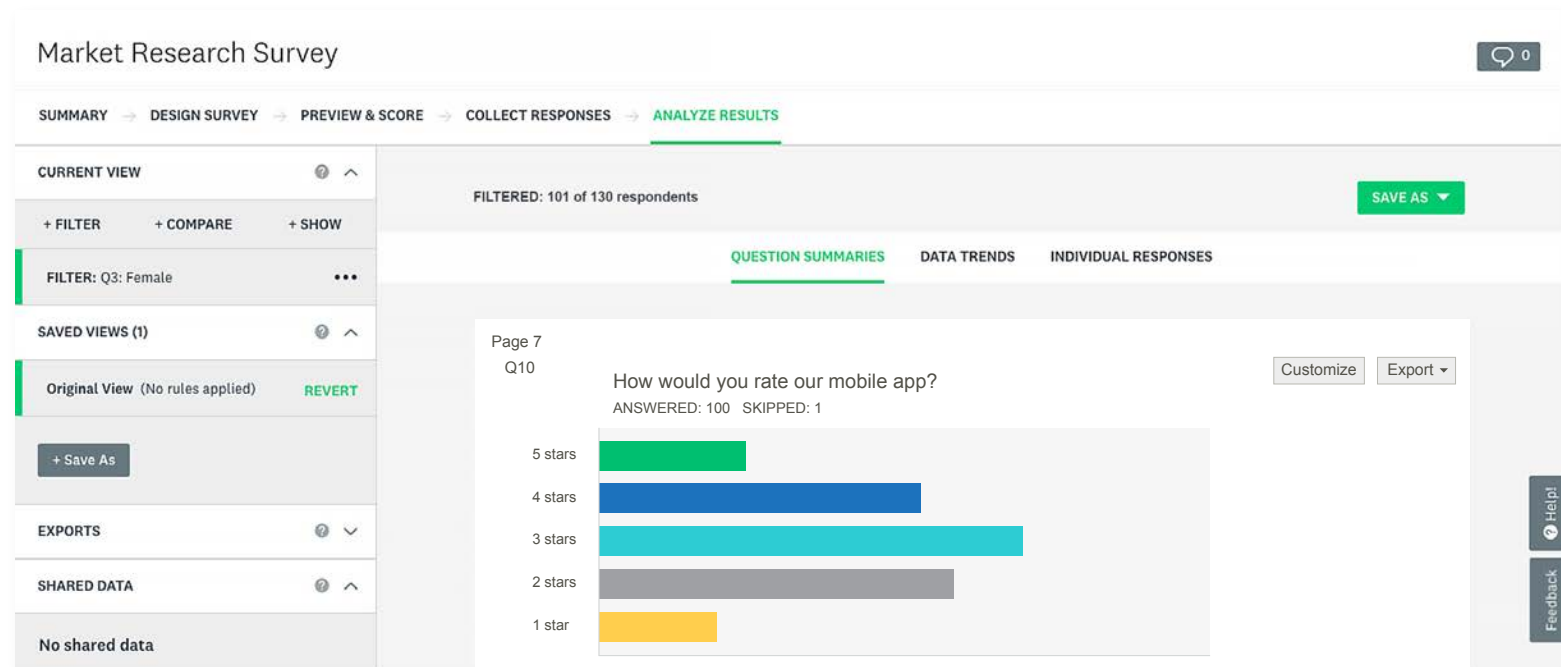 Market Research Survey
0
SUMMARY → DESIGN SURVEY → PREVIEW & SCORE → COLLECT RESPONSES → ANALYZE RESULTS
CURRENT VIEW
+ FILTER + COMPARE + SHOW
FILTER: Q3: Female
SAVED VIEWS (1)
Original View (No rules applied) REVERT
+ Save As
EXPORTS
SHARED DATA
No shared data
FILTERED: 101 of 130 respondents
SAVE AS
QUESTION SUMMARIES DATA TRENDS INDIVIDUAL RESPONSES
Page 7
Q10
How would you rate our mobile app?
Customize Export
ANSWERED: 100 SKIPPED: 1
5 stars
4 stars
3 stars
2 stars
1 star
? Help!
Feedback